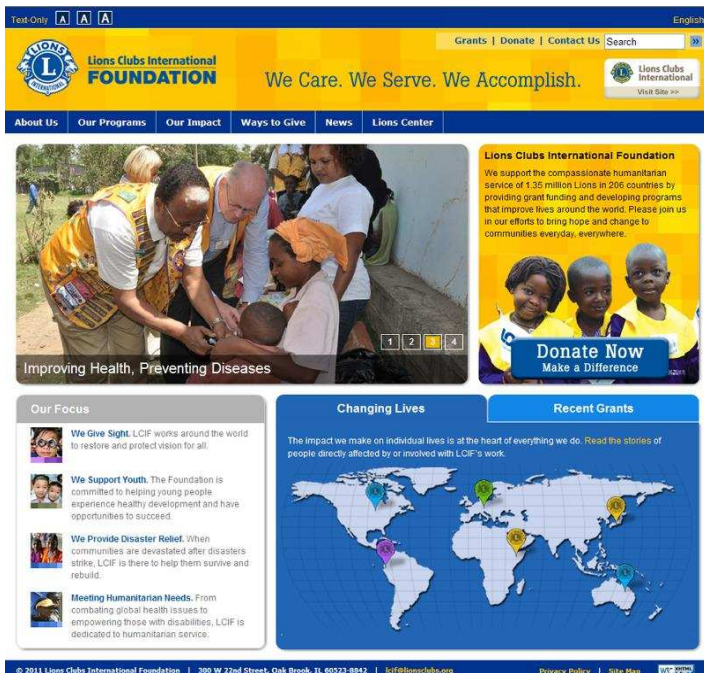 Text-Only A A A
English
Grants | Donate | Contact Us Search »
LIONS
L
INTERNATIONAL
Lions Clubs International
FOUNDATION
We Care. We Serve. We Accomplish.
Lions Clubs
International
Visit Site >>
About Us Our Programs Our Impact Ways to Give News Lions Center
1 2 3 4
Improving Health, Preventing Diseases
Lions Clubs International Foundation
We support the compassionate humanitarian
service of 1.35 million Lions in 206 countries by
providing grant funding and developing programs
that improve lives around the world. Please join us
in our efforts to bring hope and change to
communities everyday, everywhere.
Donate Now
Make a Difference
Our Focus
We Give Sight. LCIF works around the world
to restore and protect vision for all.
We Support Youth. The Foundation is
committed to helping young people
experience healthy development and have
opportunities to succeed.
We Provide Disaster Relief. When
communities are devastated after disasters
strike, LCIF is there to help them survive and
rebuild.
Meeting Humanitarian Needs. From
combating global health issues to
empowering those with disabilities, LCIF is
dedicated to humanitarian service.
Changing Lives
Recent Grants
The impact we make on individual lives is at the heart of everything we do. Read the stories of
people directly affected by or involved with LCIF's work.
© 2011 Lions Clubs International Foundation | 300 W 22nd Street, Oak Brook, IL 60523-8842 | lcif@lionsclubs.org
Privacy Policy | Site Map